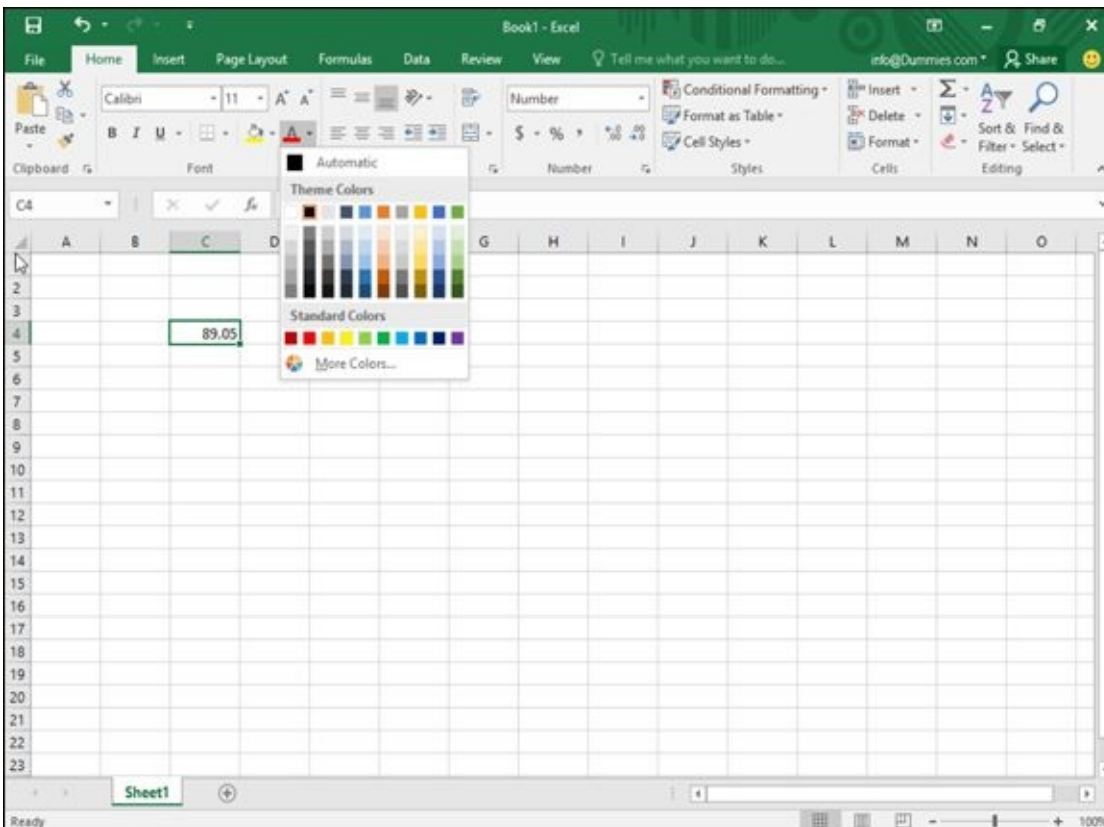 Book1 - Excel
File Home Insert Page Layout Formulas Data Review View Tell me what you want to do... info@Dummies.com Share
Calibri 11 A A Number Conditional Formatting Insert Σ A Z
Paste B I U A $ % , Format as Table Delete Sort & Find &
Cell Styles Format Filter Select
Clipboard Font Number Styles Cells Editing
Automatic
C4 fx
Theme Colors
A B C D G H I J K L M N O
2
3
Standard Colors
4 89.05
5
More Colors...
6
7
8
9
10
11
12
13
14
15
16
17
18
19
20
21
22
23
Sheet1
Ready 100%